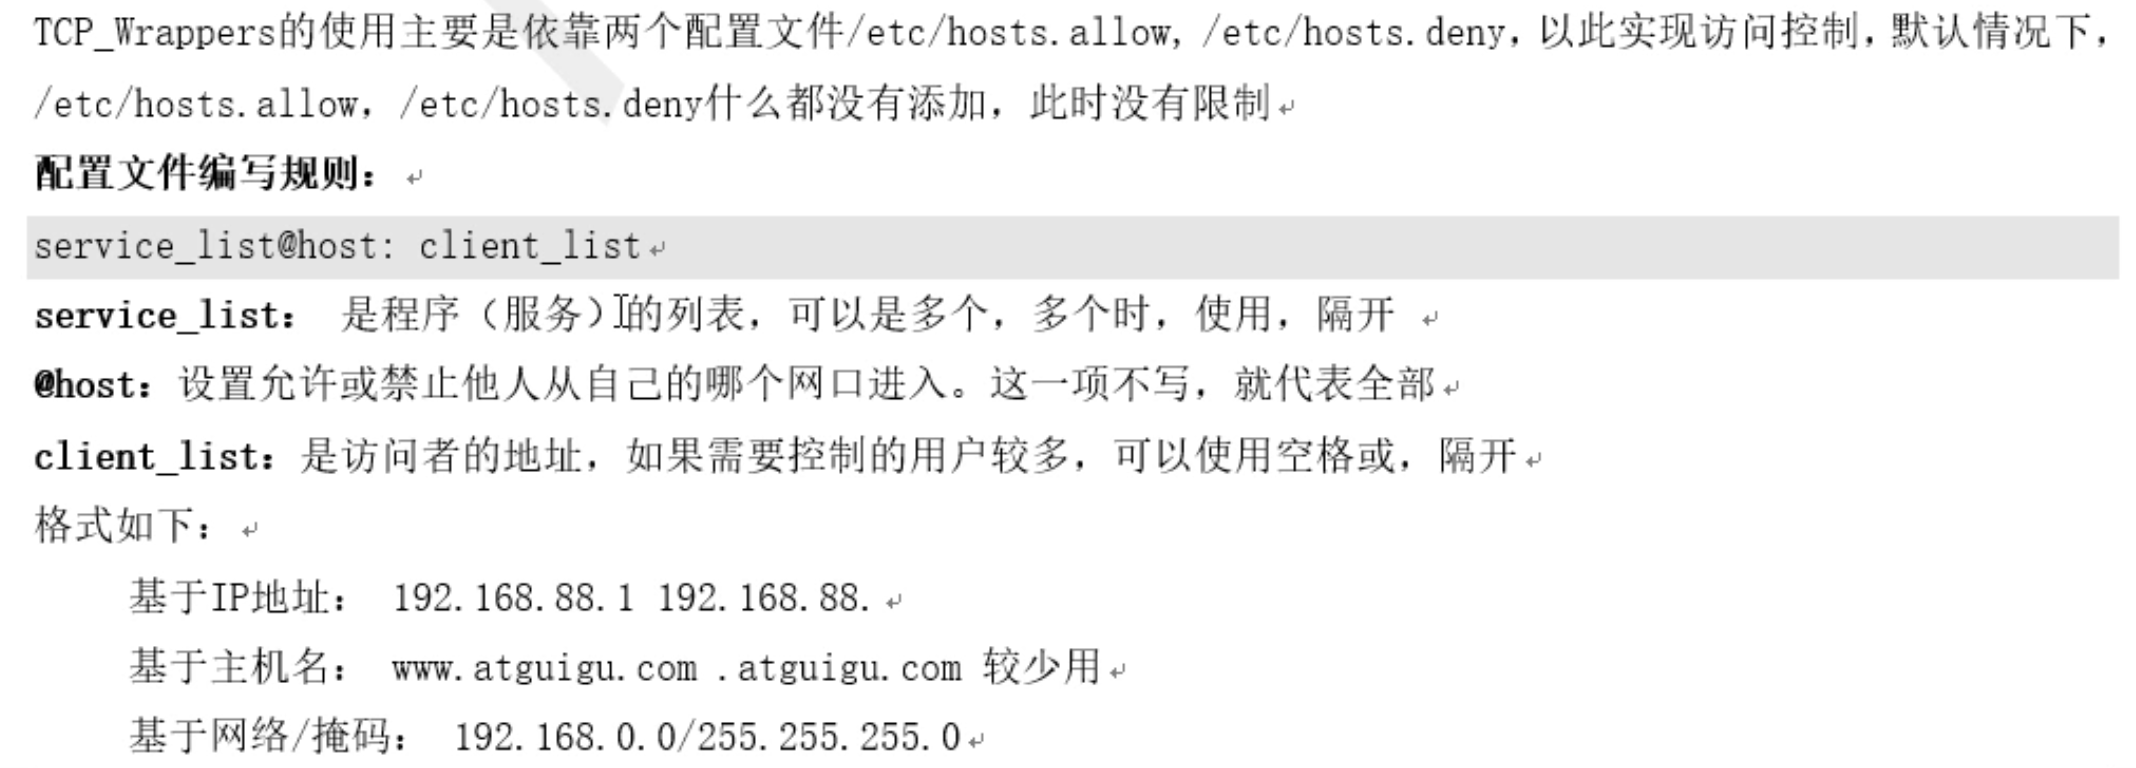 TCP_Wrappers的使用主要是依靠两个配置文件/etc/hosts.allow, /etc/hosts.deny，以此实现访问控制，默认情况下，
/etc/hosts.allow，/etc/hosts.deny什么都没有添加，此时没有限制
配置文件编写规则：
service_list@host: client_list
service_list： 是程序（服务)的列表，可以是多个，多个时，使用，隔开
@host：设置允许或禁止他人从自己的哪个网口进入。这一项不写，就代表全部
client_list：是访问者的地址，如果需要控制的用户较多，可以使用空格或，隔开
格式如下：
基于IP地址： 192.168.88.1 192.168.88.
基于主机名： www.atguigu.com .atguigu.com 较少用
基于网络/掩码： 192.168.0.0/255.255.255.0